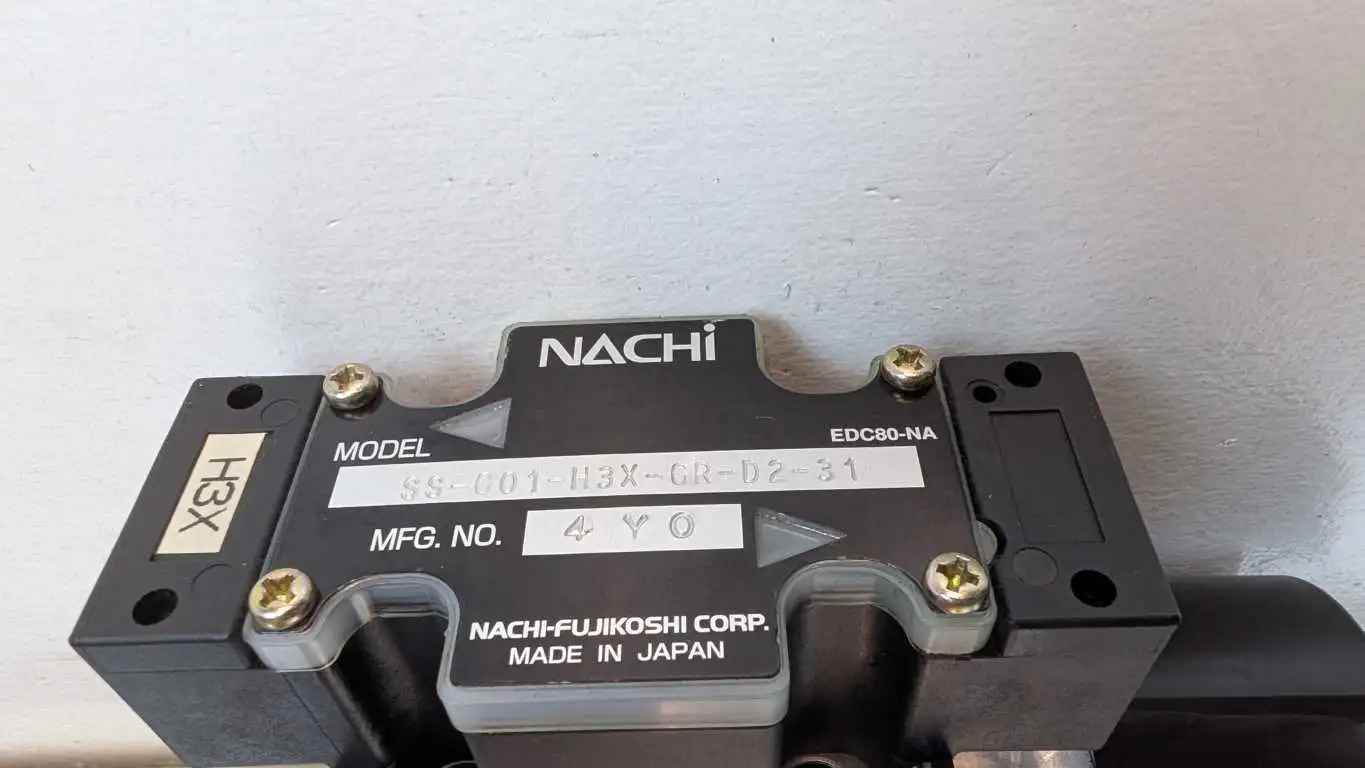 NACHi
MODEL
EDC80-NA
SS-G01-H3X-GR-D2-31
H3X
MFG. NO. 4Y0
NACHI-FUJIKOSHI CORP.
MADE IN JAPAN